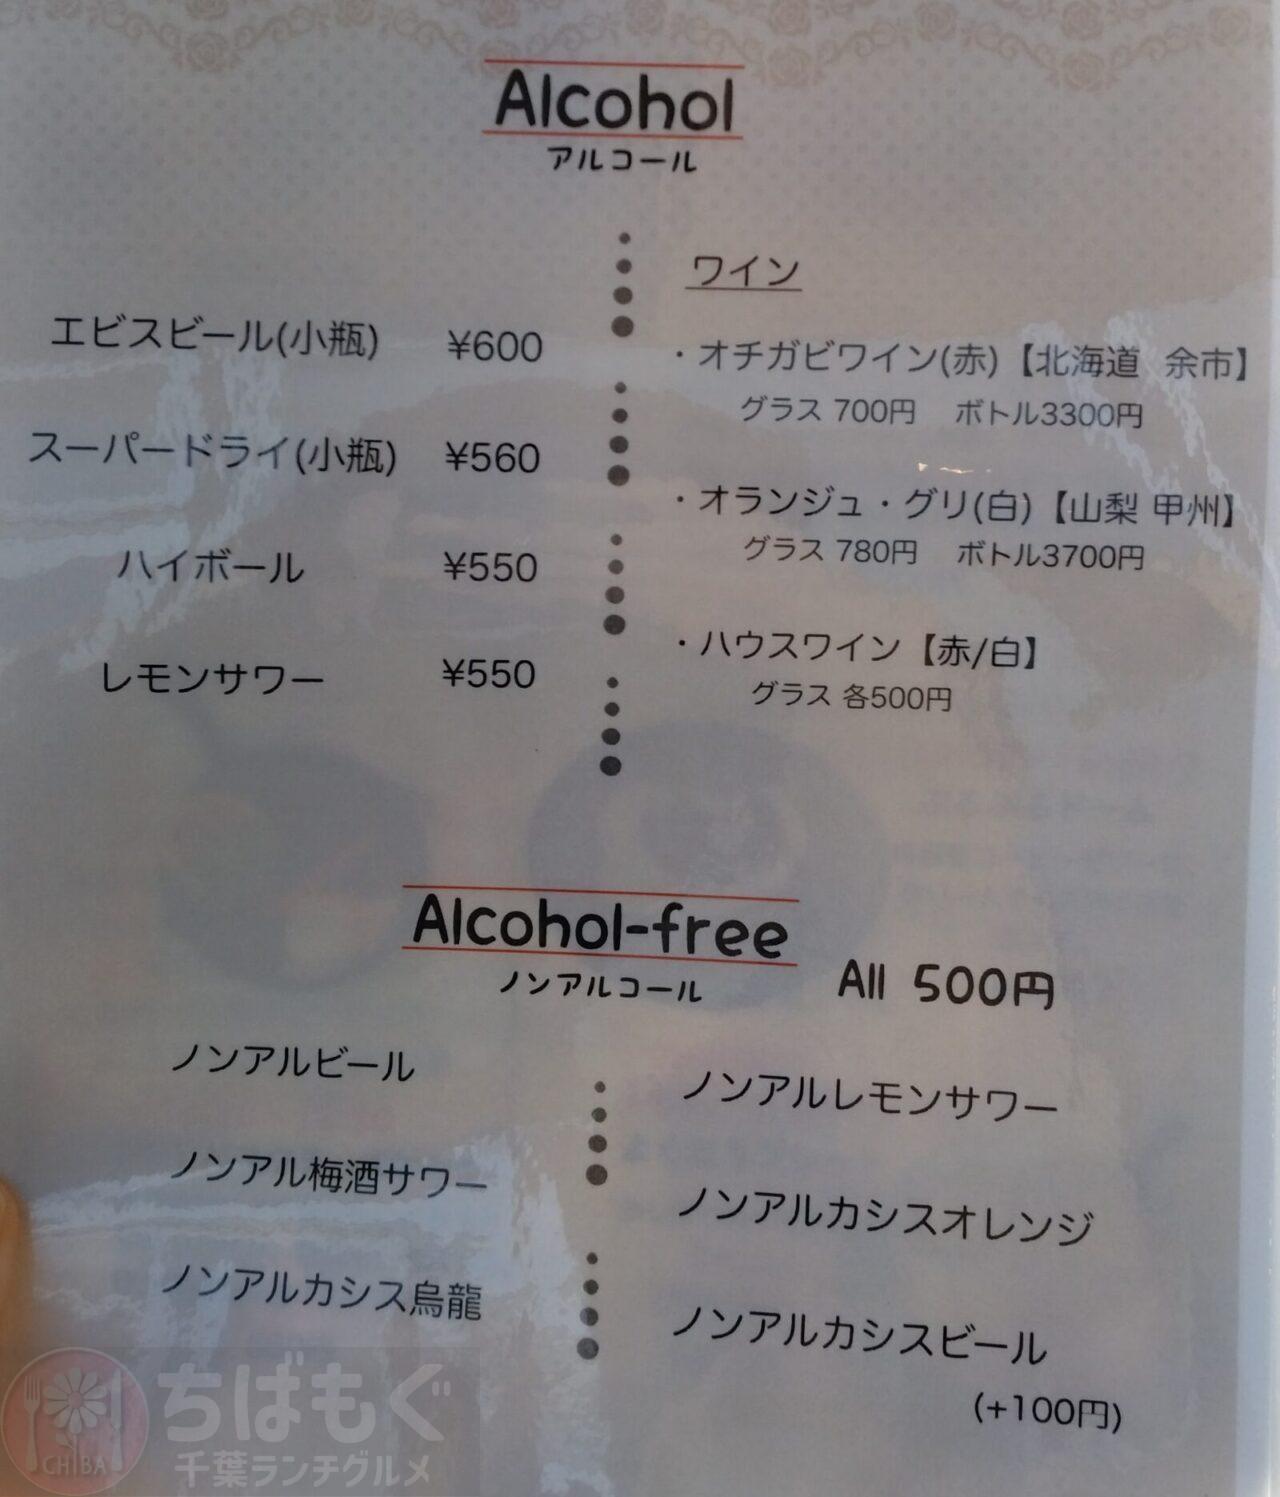 Alcohol
アルコール
エビスビール(小瓶) ¥600
スーパードライ(小瓶) ¥560
ハイボール ¥550
レモンサワー ¥550
ワイン
・オチガビワイン(赤)【北海道 余市】
グラス 700円 ボトル3300円
・オランジュ・グリ(白)【山梨 甲州】
グラス 780円 ボトル3700円
・ハウスワイン【赤/白】
グラス 各500円
Alcohol-free
ノンアルコール
All 500円
ノンアルビール
ノンアル梅酒サワー
ノンアルカシス烏龍
ノンアルレモンサワー
ノンアルカシスオレンジ
ノンアルカシスビール
(+100円)
CHIBA
ちばもぐ
千葉ランチグルメ